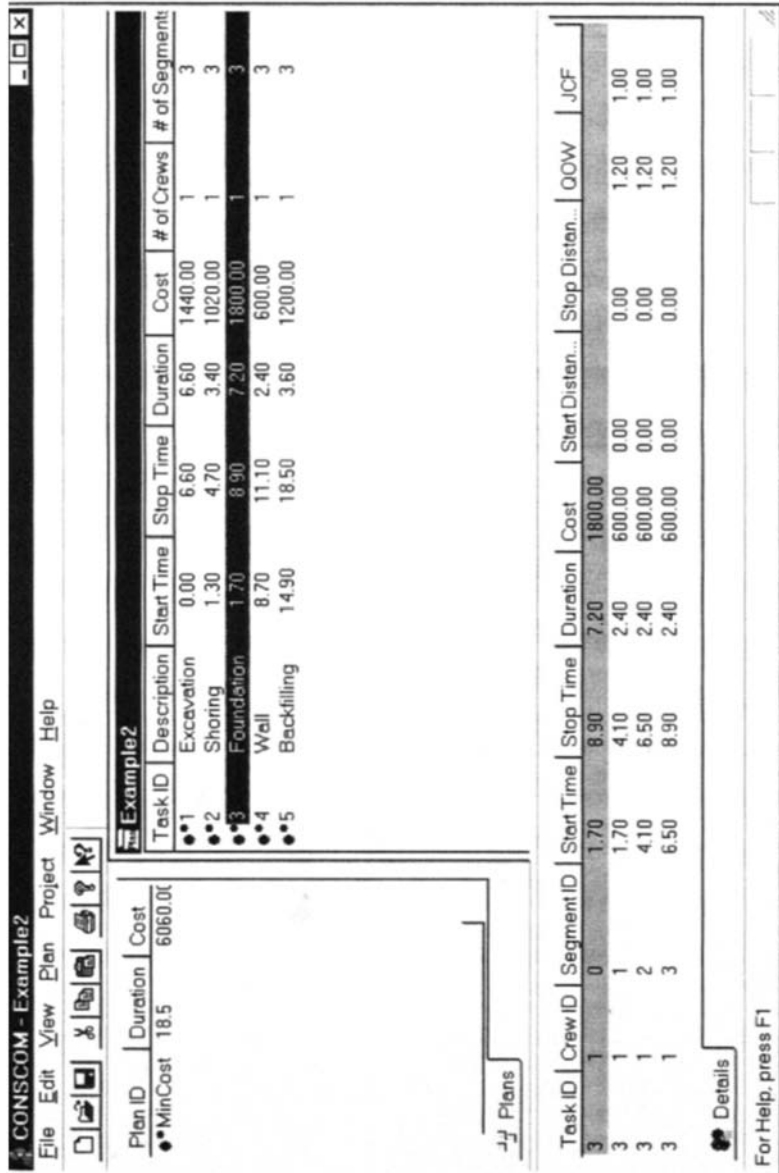 CONSCOM - Example2
File Edit View Plan Project Window Help
Plan ID Duration Cost
MinCost 18.5 6060.0(
Plans
Example2
Task ID Description Start Time Stop Time Duration Cost # of Crews # of Segments
1 Excavation 0.00 6.60 6.60 1440.00 1 3
2 Shoring 1.30 4.70 3.40 1020.00 1 3
3 Foundation 1.70 8.90 7.20 1800.00 1 3
4 Wall 8.70 11.10 2.40 600.00 1 3
5 Backfilling 14.90 18.50 3.60 1200.00 1 3
Task ID Crew ID Segment ID Start Time Stop Time Duration Cost Start Distan... Stop Distan... QOW JCF
3 1 0 1.70 8.90 7.20 1800.00
3 1 1 1.70 4.10 2.40 600.00 0.00 0.00 1.20 1.00
3 1 2 4.10 6.50 2.40 600.00 0.00 0.00 1.20 1.00
3 1 3 6.50 8.90 2.40 600.00 0.00 0.00 1.20 1.00
Details
For Help, press F1